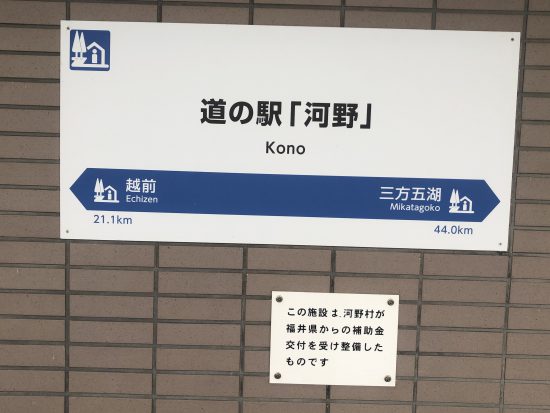 道の駅「河野」
Kono
越前 三方五湖
Echizen Mikatagoko
21.1km 44.0km
この施設は、河野村が
福井県からの補助金
交付を受け整備した
ものです